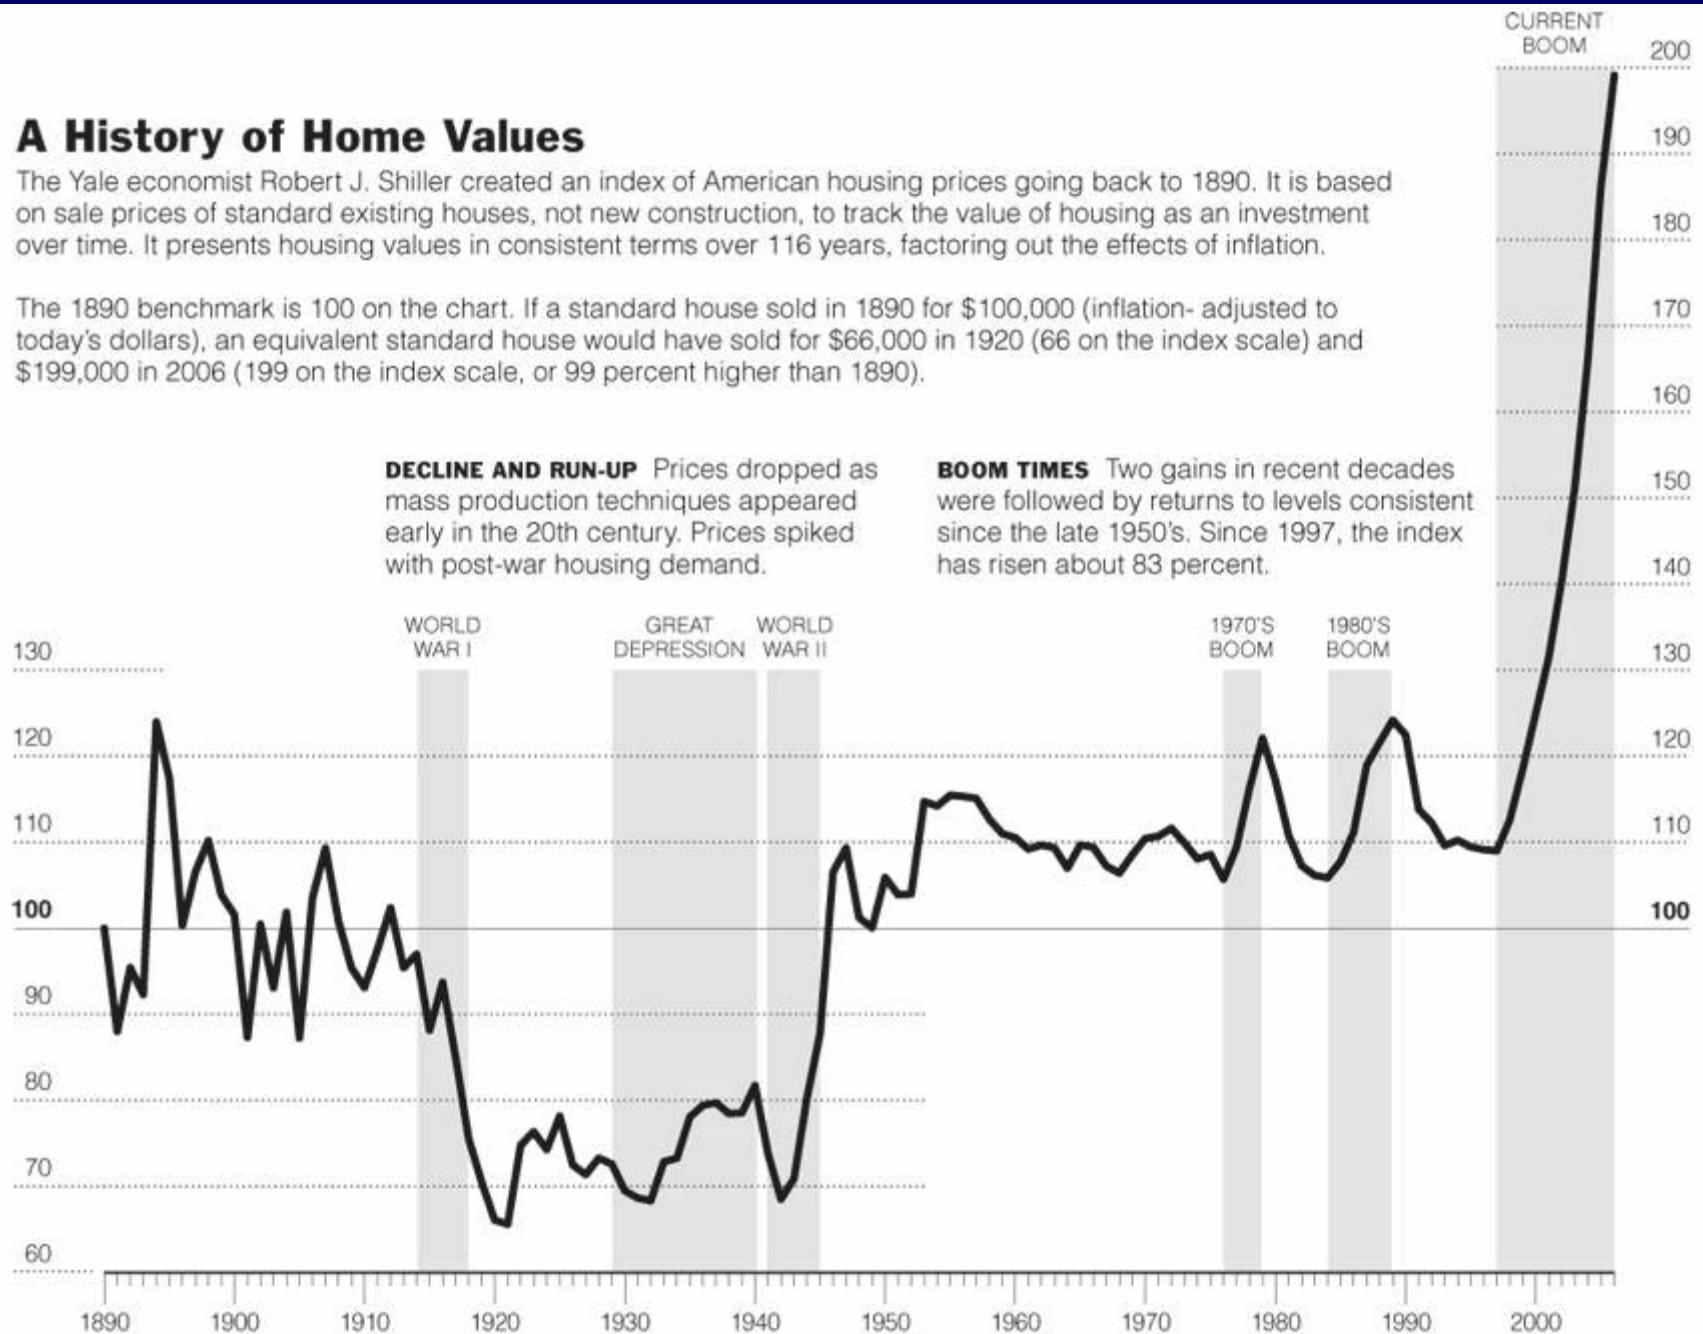 CURRENT
BOOM
A History of Home Values
The Yale economist Robert J. Shiller created an index of American housing prices going back to 1890. It is based
on sale prices of standard existing houses, not new construction, to track the value of housing as an investment
over time. It presents housing values in consistent terms over 116 years, factoring out the effects of inflation.
The 1890 benchmark is 100 on the chart. If a standard house sold in 1890 for $100,000 (inflation- adjusted to
today's dollars), an equivalent standard house would have sold for $66,000 in 1920 (66 on the index scale) and
$199,000 in 2006 (199 on the index scale, or 99 percent higher than 1890).
DECLINE AND RUN-UP Prices dropped as
mass production techniques appeared
early in the 20th century. Prices spiked
with post-war housing demand.
BOOM TIMES Two gains in recent decades
were followed by returns to levels consistent
since the late 1950's. Since 1997, the index
has risen about 83 percent.
WORLD
WAR I
GREAT
DEPRESSION
WORLD
WAR II
1970'S
BOOM
1980'S
BOOM
200
190
180
170
160
150
140
130
120
110
100
130
120
110
100
90
80
70
60
1890 1900 1910 1920 1930 1940 1950 1960 1970 1980 1990 2000